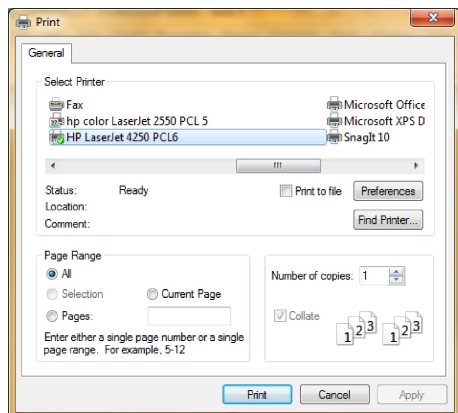 Print
General
Select Printer
Fax
hp color LaserJet 2550 PCL 5
HP LaserJet 4250 PCL6
Microsoft Office
Microsoft XPS D
SnagIt 10
Status: Ready
Print to file
Preferences
Location:
Comment:
Find Printer...
Page Range
All
Selection
Current Page
Pages:
Enter either a single page number or a single
page range. For example, 5-12
Number of copies: 1
Collate
1 2 3 1 2 3
Print
Cancel
Apply